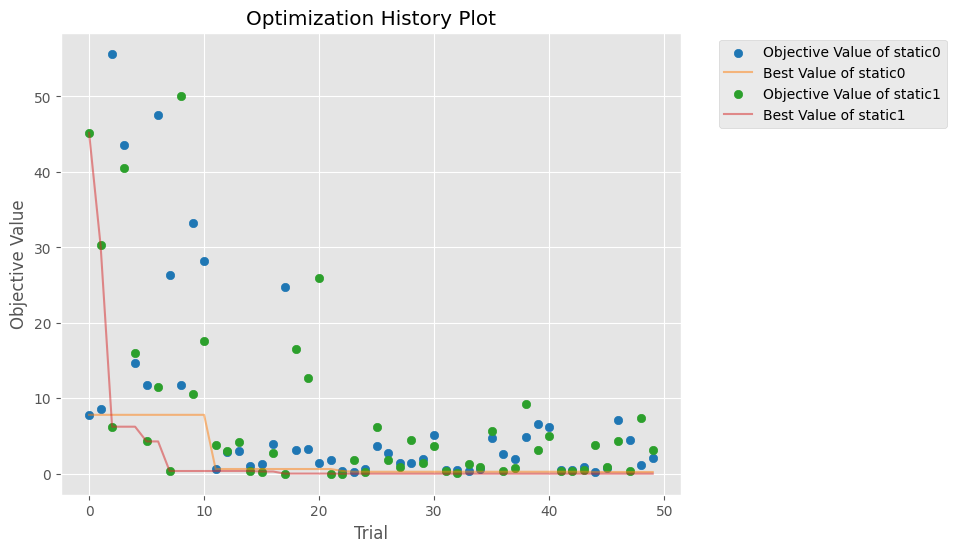 Optimization History Plot
Objective Value of static0
Best Value of static0
Objective Value of static1
Best Value of static1
50
40
30
20
10
0
Objective Value
0 10 20 30 40 50
Trial